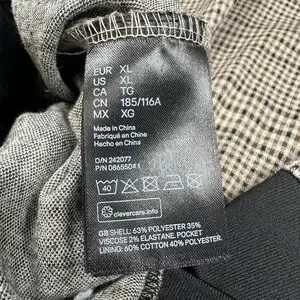 EUR XL
US XL
CA TG
CN 185/116A
MX XG
Made in China
Fabriqué en Chine
Hecho en China
O/N 242077
P/N 0865504-1
40
clevercare.info
GB SHELL: 63% POLYESTER 35%
VISCOSE 2% ELASTANE. POCKET
LINING: 60% COTTON 40% POLYESTER.